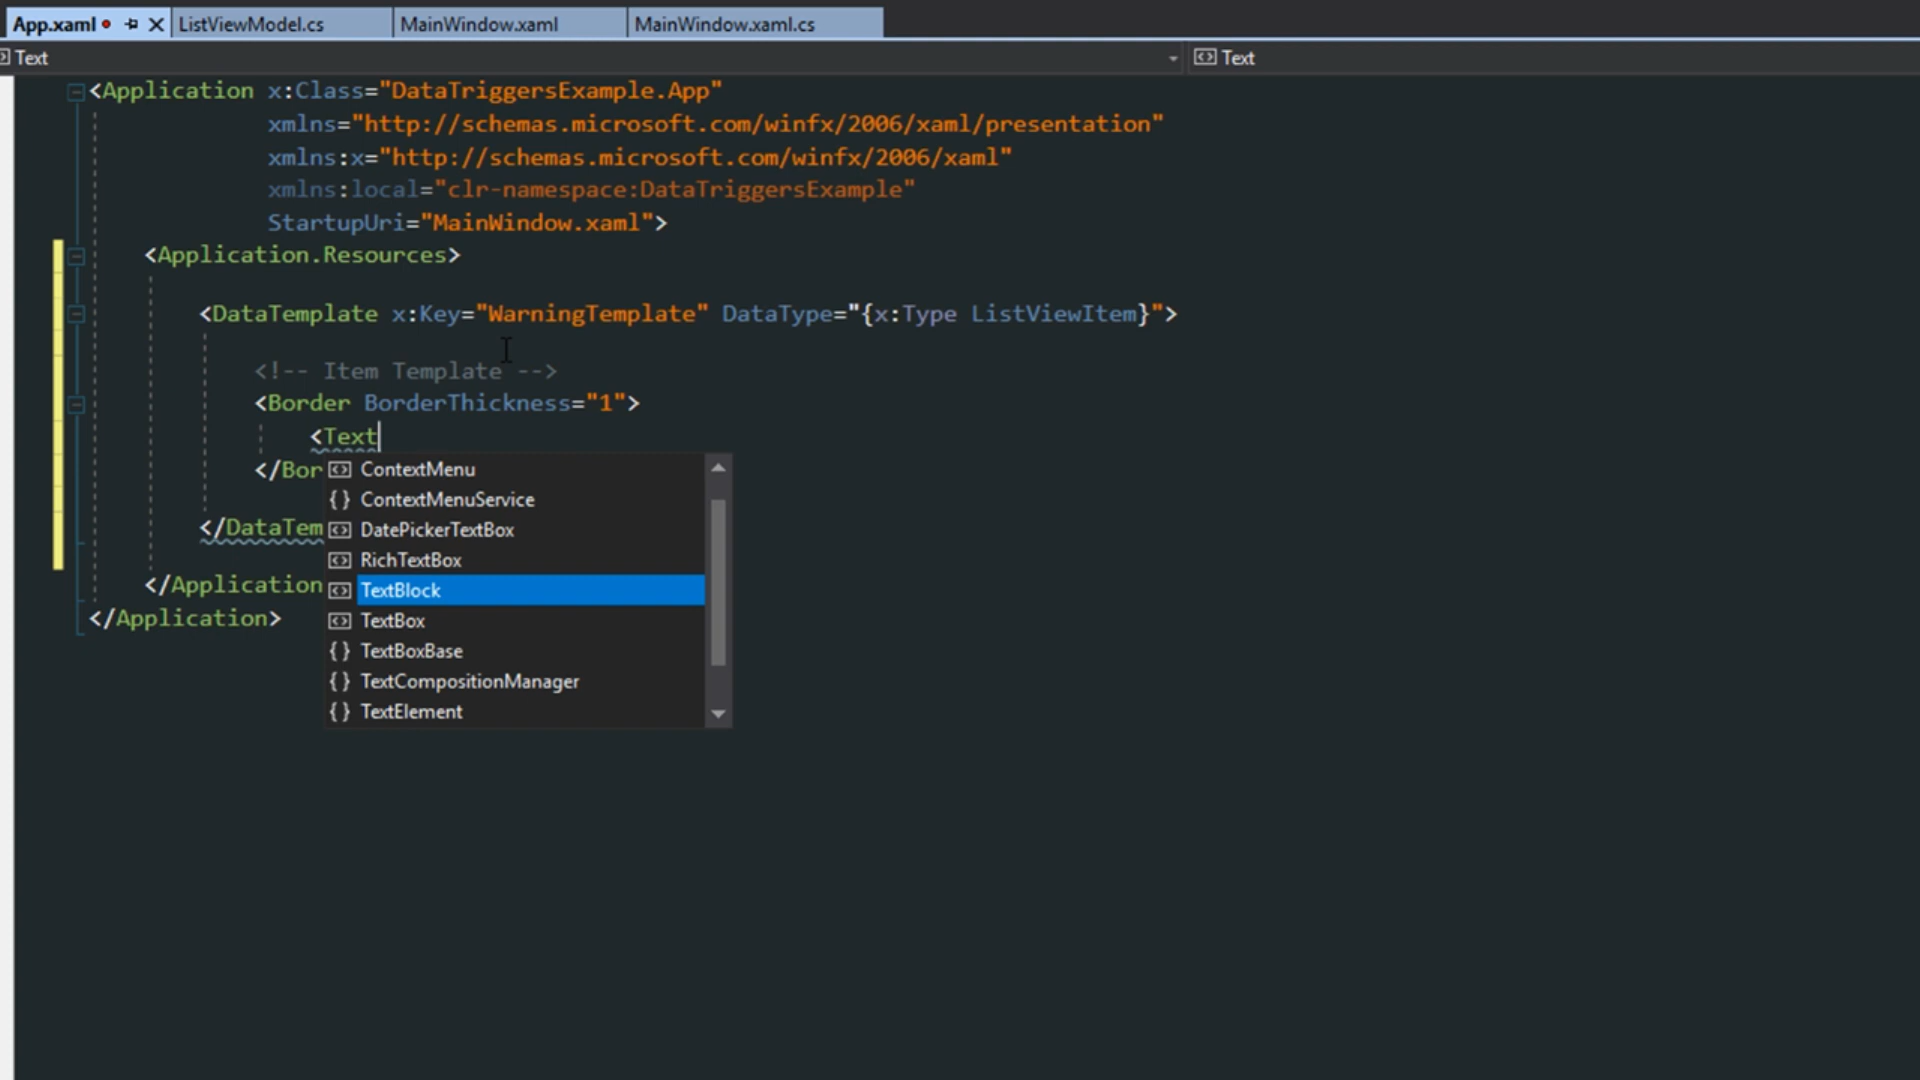 App.xaml ListViewModel.cs MainWindow.xaml MainWindow.xaml.cs
Text Text
<Application x:Class="DataTriggersExample.App"
xmlns="http://schemas.microsoft.com/winfx/2006/xaml/presentation"
xmlns:x="http://schemas.microsoft.com/winfx/2006/xaml"
xmlns:local="clr-namespace:DataTriggersExample"
StartupUri="MainWindow.xaml">
<Application.Resources>
<DataTemplate x:Key="WarningTemplate" DataType="{x:Type ListViewItem}">
<!-- Item Template -->
<Border BorderThickness="1">
<Text
</Bor
ContextMenu
{ } ContextMenuService
DatePickerTextBox
</DataTem
RichTextBox
</Application
TextBlock
</Application>
TextBox
{ } TextBoxBase
{ } TextCompositionManager
{ } TextElement